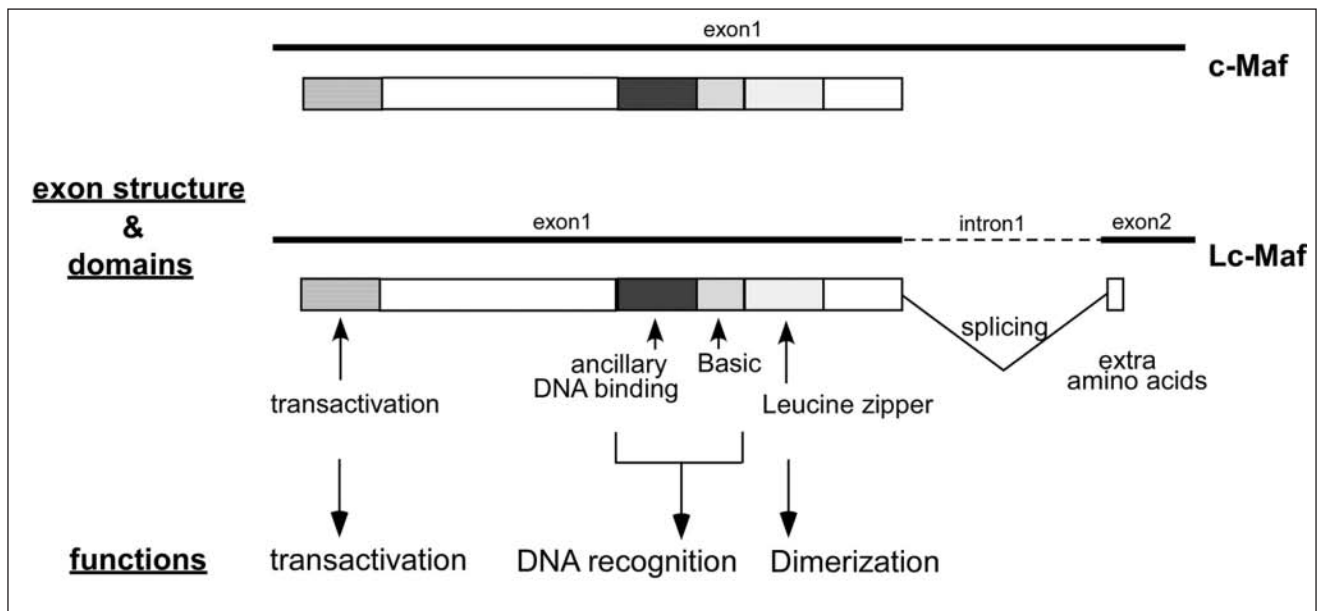 exon1
c-Maf
exon structure
&
domains
exon1
intron1
exon2
Lc-Maf
splicing
ancillary
DNA binding
Basic
extra
amino acids
transactivation
Leucine zipper
functions
transactivation
DNA recognition
Dimerization